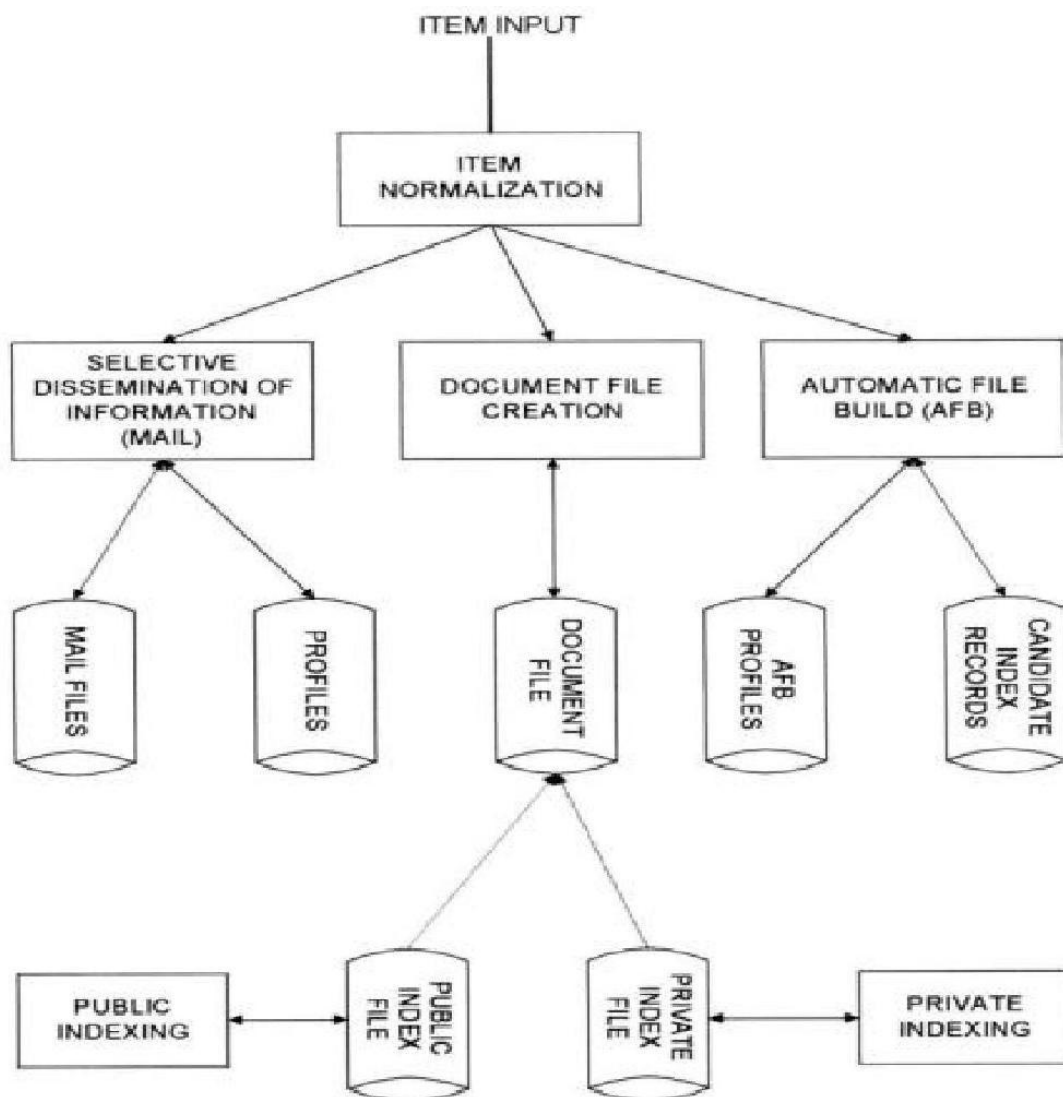 ITEM INPUT
ITEM
NORMALIZATION
SELECTIVE
DISSEMINATION OF
INFORMATION
(MAIL)
DOCUMENT FILE
CREATION
AUTOMATIC FILE
BUILD (AFB)
MAIL FILES
PROFILES
DOCUMENT
FILE
AFB
PROFILES
CANDIDATE
INDEX
RECORDS
PUBLIC
INDEXING
PUBLIC
INDEX
FILE
PRIVATE
INDEX
FILE
PRIVATE
INDEXING